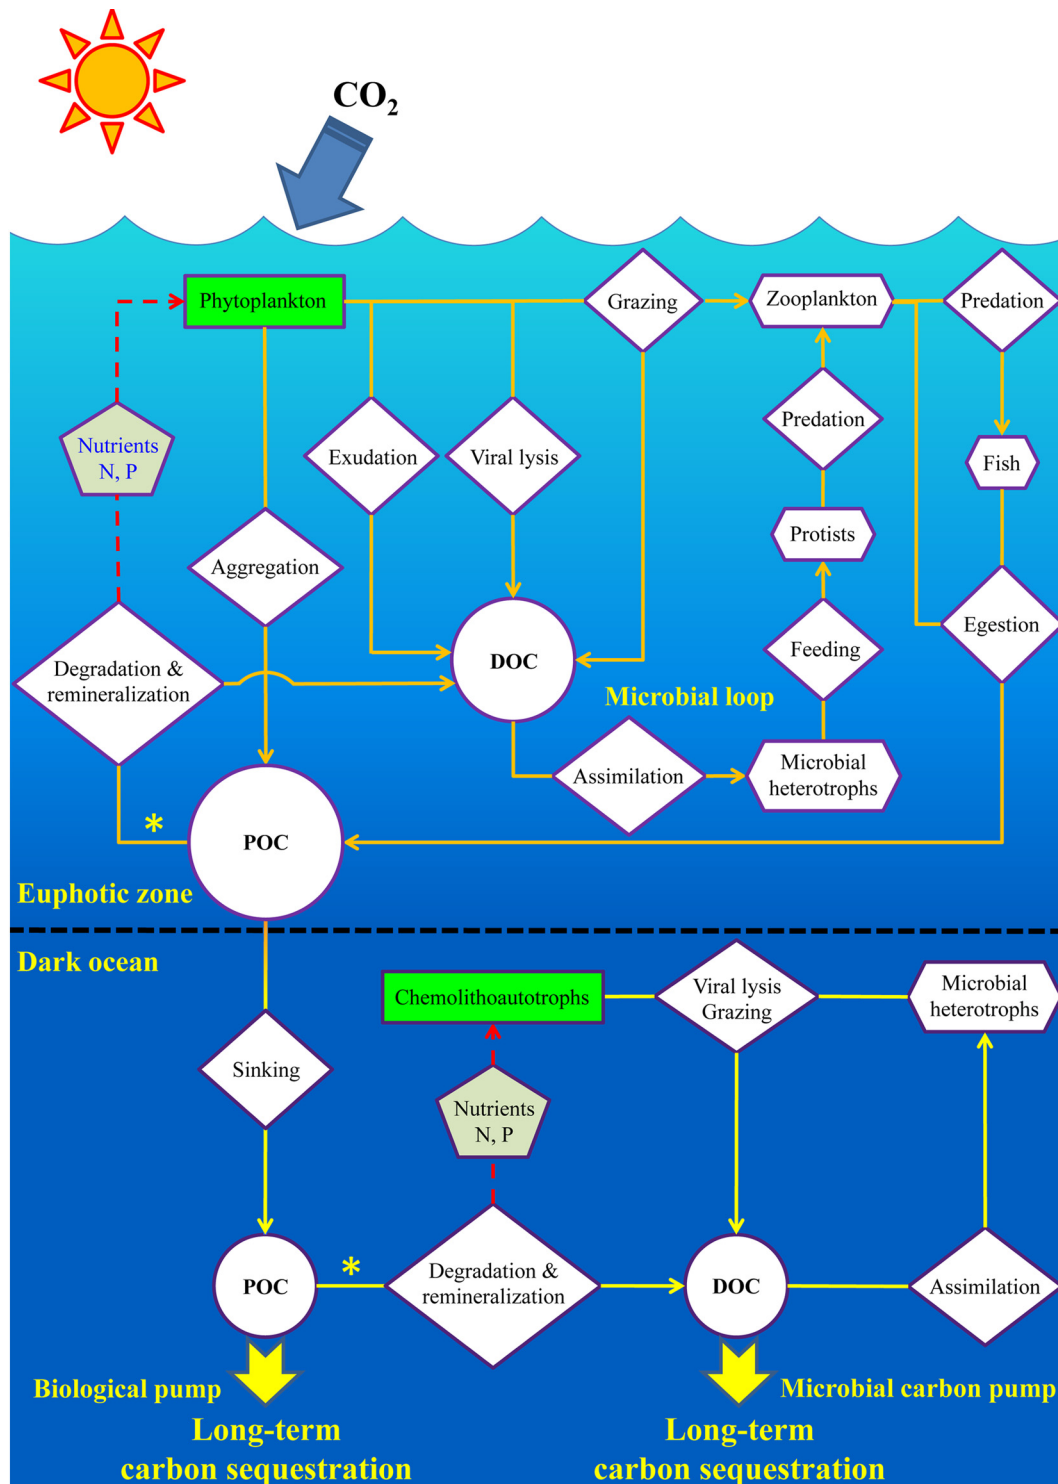 CO₂
Phytoplankton
Grazing
Zooplankton
Predation
Nutrients
N, P
Exudation
Viral lysis
Predation
Fish
Protists
Aggregation
Egestion
Degradation &
remineralization
DOC
Feeding
Microbial loop
Assimilation
Microbial
heterotrophs
*
POC
Euphotic zone
Dark ocean
Chemolithoautotrophs
Viral lysis
Grazing
Microbial
heterotrophs
Sinking
Nutrients
N, P
POC
*
Degradation &
remineralization
DOC
Assimilation
Biological pump
Microbial carbon pump
Long-term
carbon sequestration
Long-term
carbon sequestration